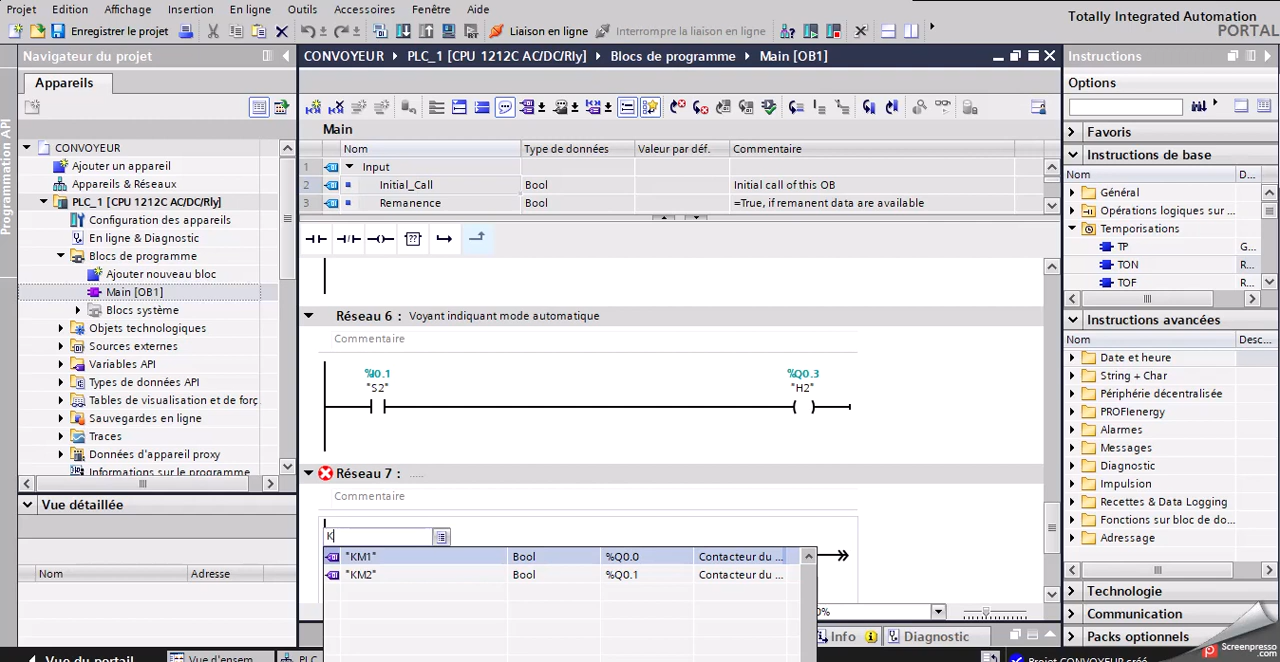 Projet Edition Affichage Insertion En ligne Outils Accessoires Fenêtre Aide
Totally Integrated Automation
PORTAL
Enregistrer le projet
Liaison en ligne
Interrompre la liaison en ligne
Navigateur du projet
CONVOYEUR PLC_1 [CPU 1212C AC/DC/Rly] Blocs de programme Main [OB1]
Instructions
Appareils
Options
Programmation API
Main
Favoris
Instructions de base
Nom D...
Général
Opérations logiques sur ...
Temporisations
TP G...
TON R...
TOF R...
Instructions avancées
Nom Desc...
Date et heure
String + Char
Périphérie décentralisée
PROFIenergy
Alarmes
Messages
Diagnostic
Impulsion
Recettes & Data Logging
Fonctions sur bloc de do...
Adressage
Technologie
Communication
Packs optionnels
CONVOYEUR
Ajouter un appareil
Appareils & Réseaux
PLC_1 [CPU 1212C AC/DC/Rly]
Configuration des appareils
En ligne & Diagnostic
Blocs de programme
Ajouter nouveau bloc
Main [OB1]
Blocs système
Objets technologiques
Sources externes
Variables API
Types de données API
Tables de visualisation et de forç
Sauvegardes en ligne
Traces
Données d'appareil proxy
Informations sur le programme
Vue détaillée
Nom Adresse
Nom Type de données Valeur par déf. Commentaire
1 Input
2 Initial_Call Bool Initial call of this OB
3 Remanence Bool =True, if remanent data are available
Réseau 6 : Voyant indiquant mode automatique
Commentaire
%I0.1
"S2"
%Q0.3
"H2"
Réseau 7 : .....
Commentaire
K
"KM1" Bool %Q0.0 Contacteur du ...
"KM2" Bool %Q0.1 Contacteur du ...
0%
Info Diagnostic
Vue du portail Vue d'ensem... PLC
Projet CONVOYEUR créé
Screenpresso
.com